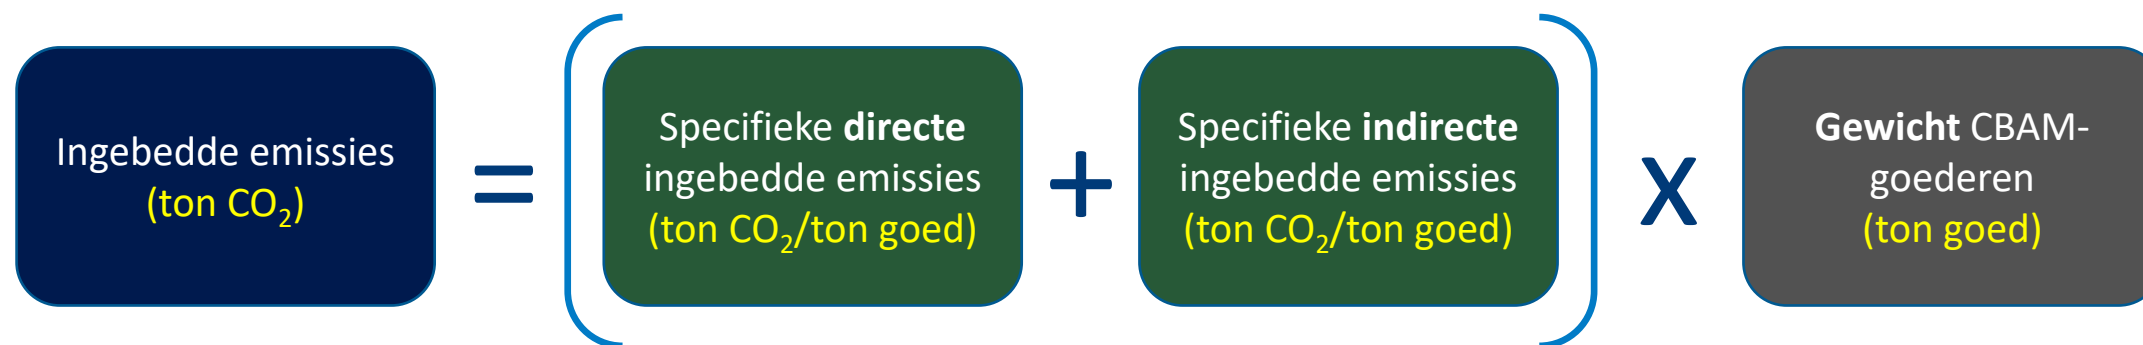 Ingebedde emissies
(ton CO₂)
=
Specifieke directe
ingebedde emissies
(ton CO₂/ton goed)
+
Specifieke indirecte
ingebedde emissies
(ton CO₂/ton goed)
x
Gewicht CBAM-
goederen
(ton goed)